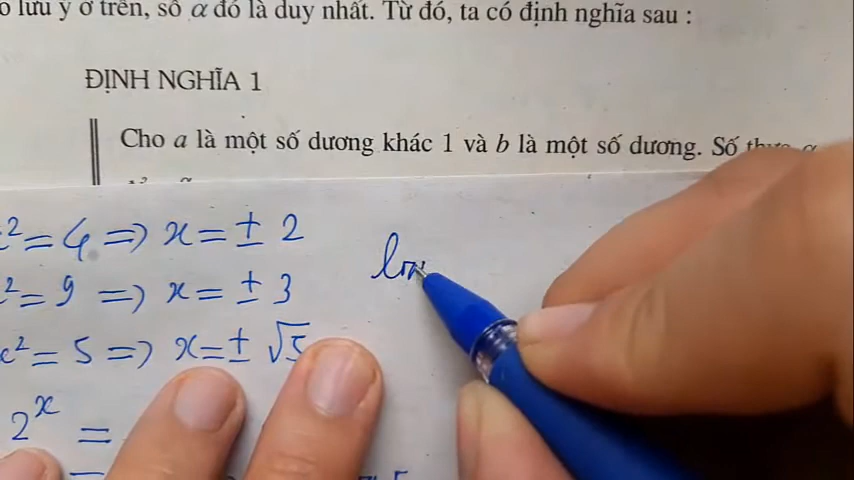 lưu ý ở trên, số α đó là duy nhất. Từ đó, ta có định nghĩa sau :
ĐỊNH NGHĨA 1
Cho a là một số dương khác 1 và b là một số dương. Số thực α
x² = 4 => x = ± 2
x² = 9 => x = ± 3
x² = 5 => x = ± √5
2ˣ =